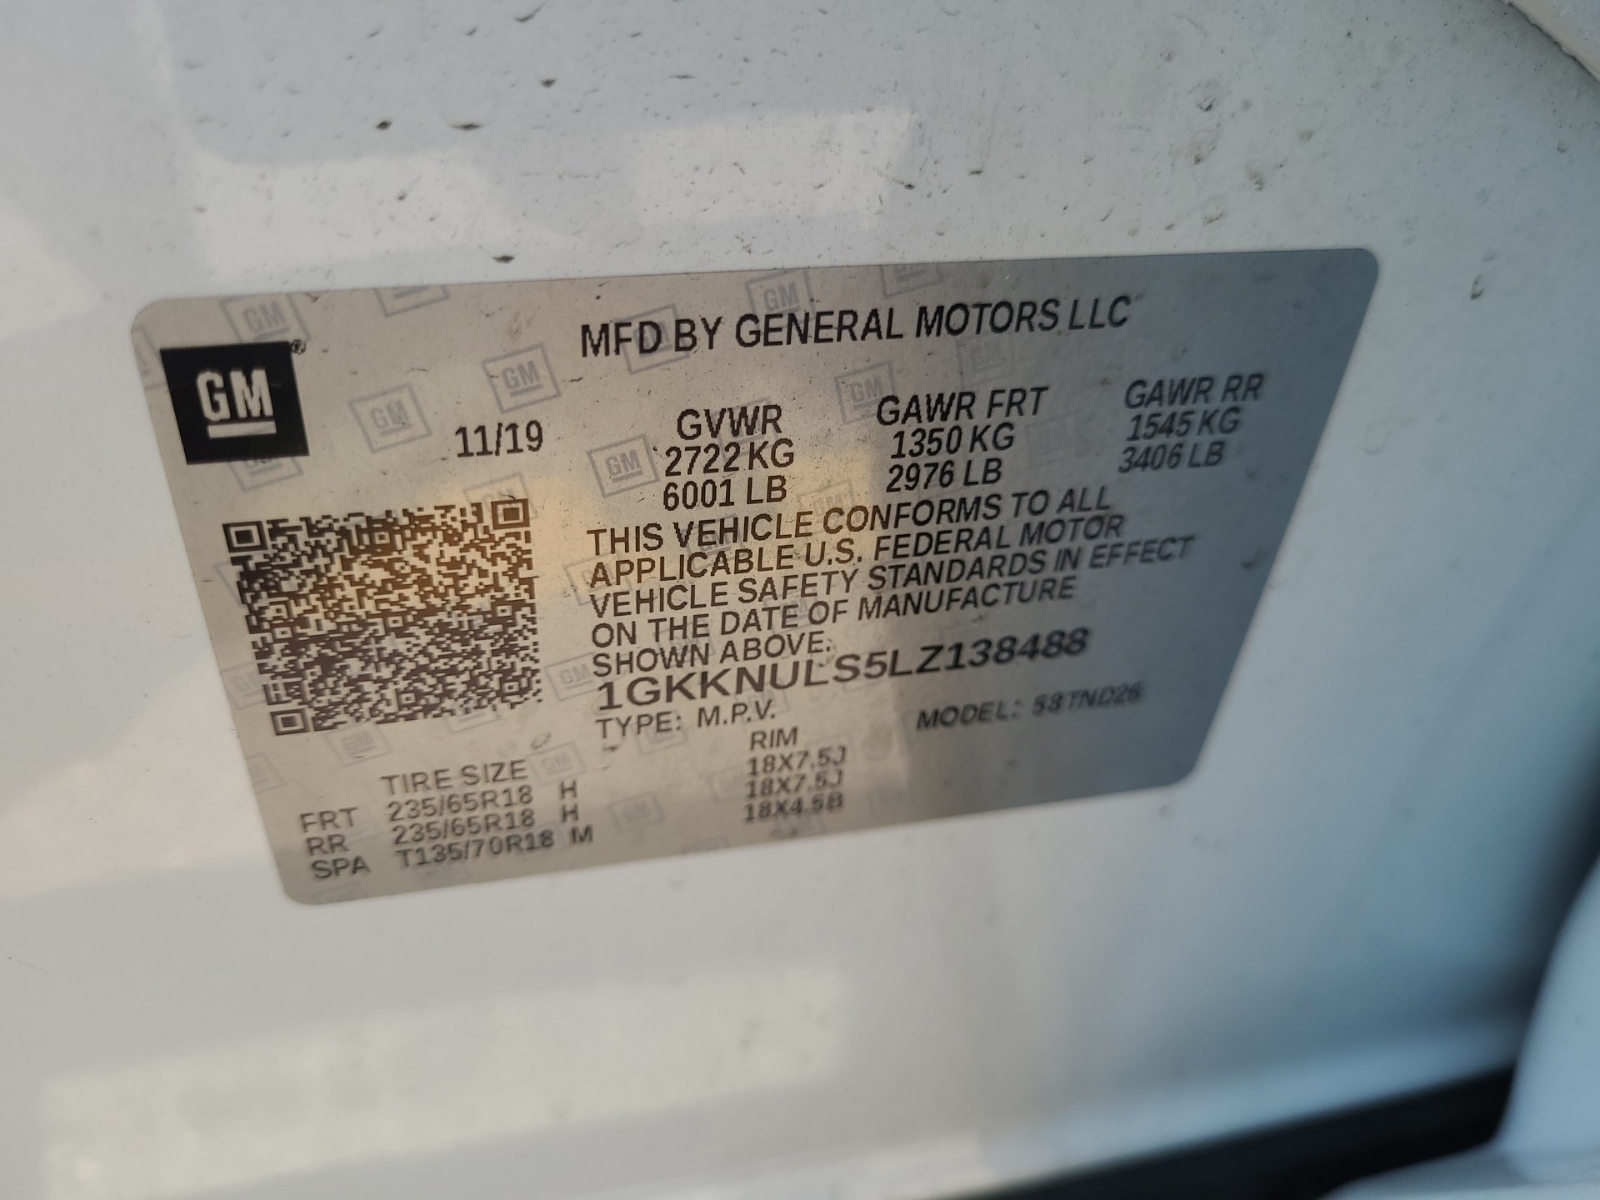 MFD BY GENERAL MOTORS LLC
GM
11/19
GVWR GAWR FRT GAWR RR
2722 KG 1350 KG 1545 KG
6001 LB 2976 LB 3406 LB
THIS VEHICLE CONFORMS TO ALL
APPLICABLE U.S. FEDERAL MOTOR
VEHICLE SAFETY STANDARDS IN EFFECT
ON THE DATE OF MANUFACTURE
SHOWN ABOVE.
1GKKNULS5LZ138488
TYPE: M.P.V. MODEL: 58TND26
TIRE SIZE RIM
FRT 235/65R18 H 18X7.5J
RR 235/65R18 H 18X7.5J
SPA T135/70R18 M 18X4.5B